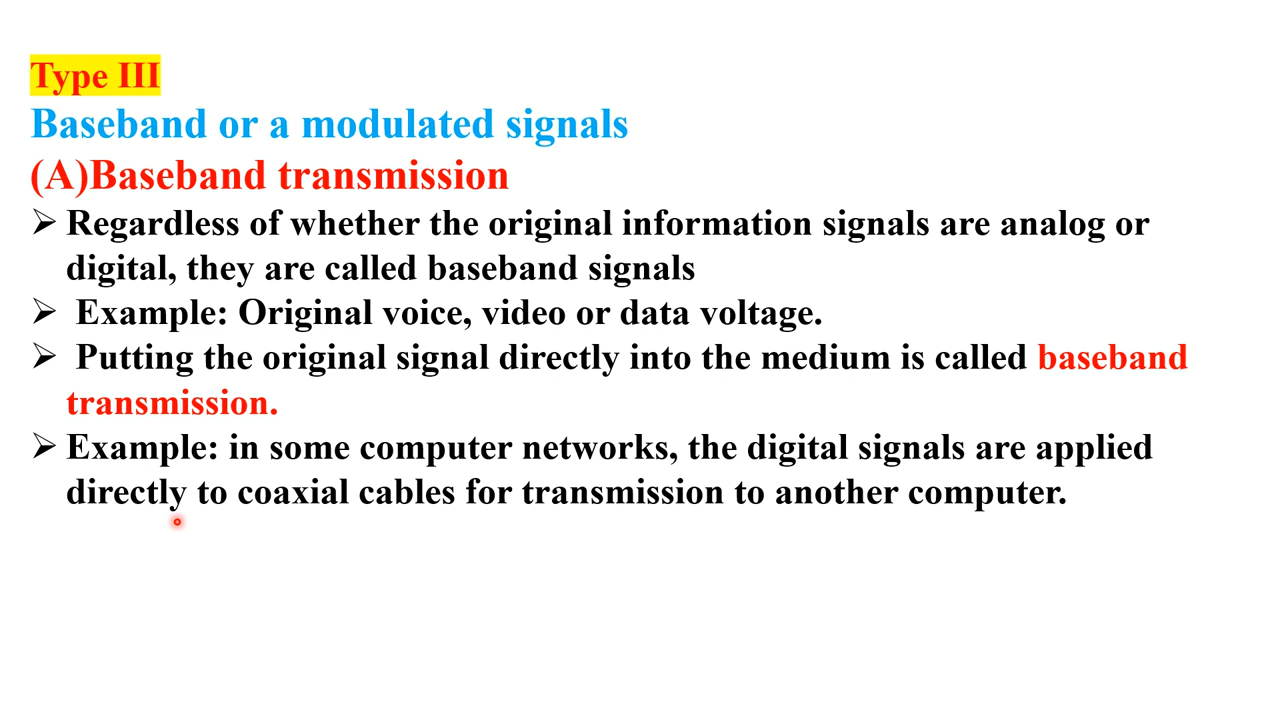 Type III
Baseband or a modulated signals
(A)Baseband transmission
➢ Regardless of whether the original information signals are analog or
digital, they are called baseband signals
➢ Example: Original voice, video or data voltage.
➢ Putting the original signal directly into the medium is called baseband
transmission.
➢ Example: in some computer networks, the digital signals are applied
directly to coaxial cables for transmission to another computer.